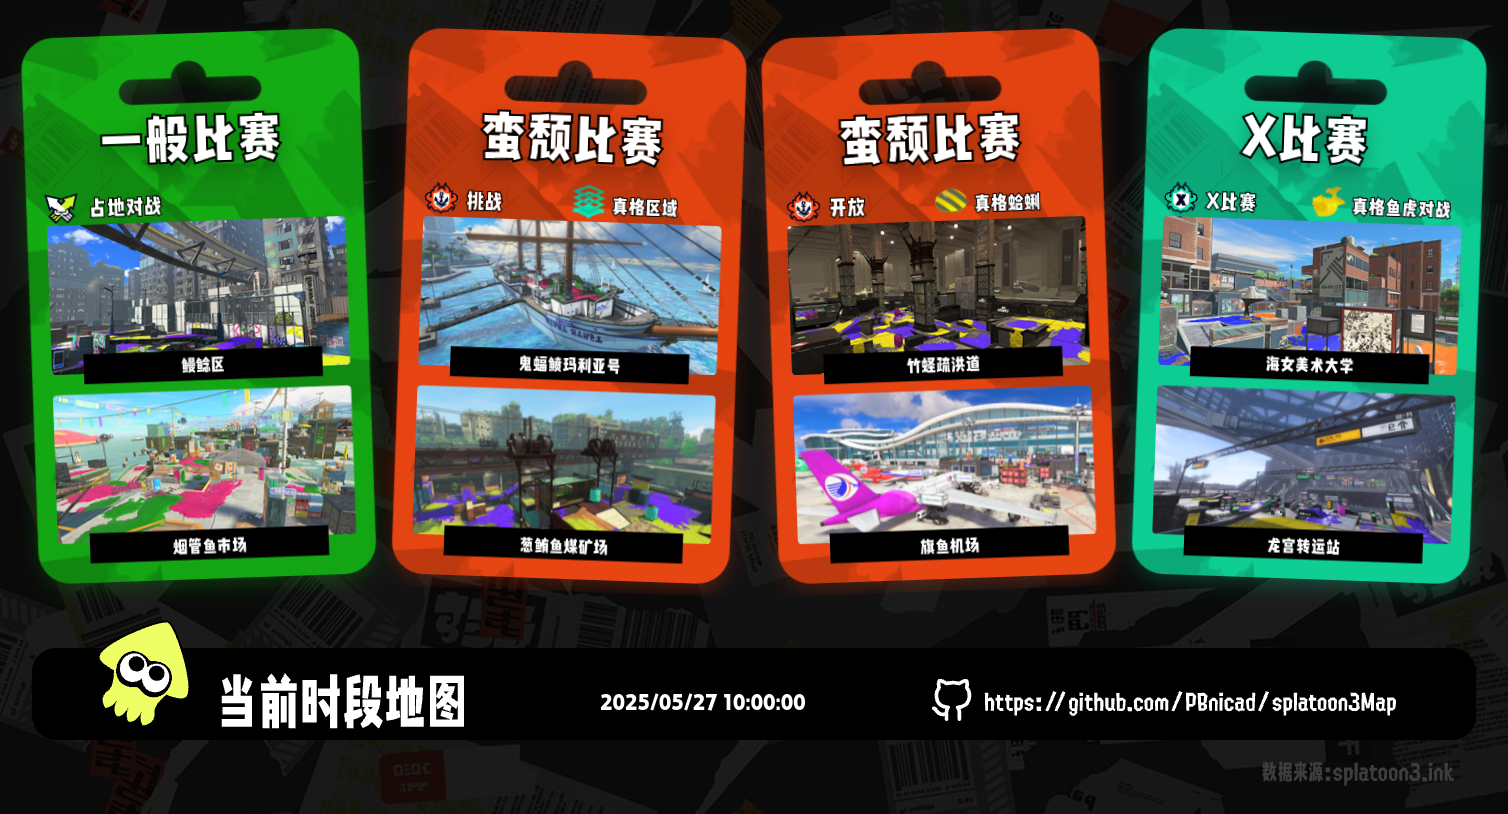 一般比赛
占地对战
鳗鲶区
烟管鱼市场
蛮颓比赛
挑战
真格区域
鬼蝠鲼玛利亚号
葱鲔鱼煤矿场
蛮颓比赛
开放
真格蛤蜊
竹蛏疏洪道
旗鱼机场
X比赛
X比赛
真格鱼虎对战
海女美术大学
龙宫转运站
当前时段地图
2025/05/27 10:00:00
https://github.com/PBnicad/splatoon3Map
数据来源:splatoon3.ink